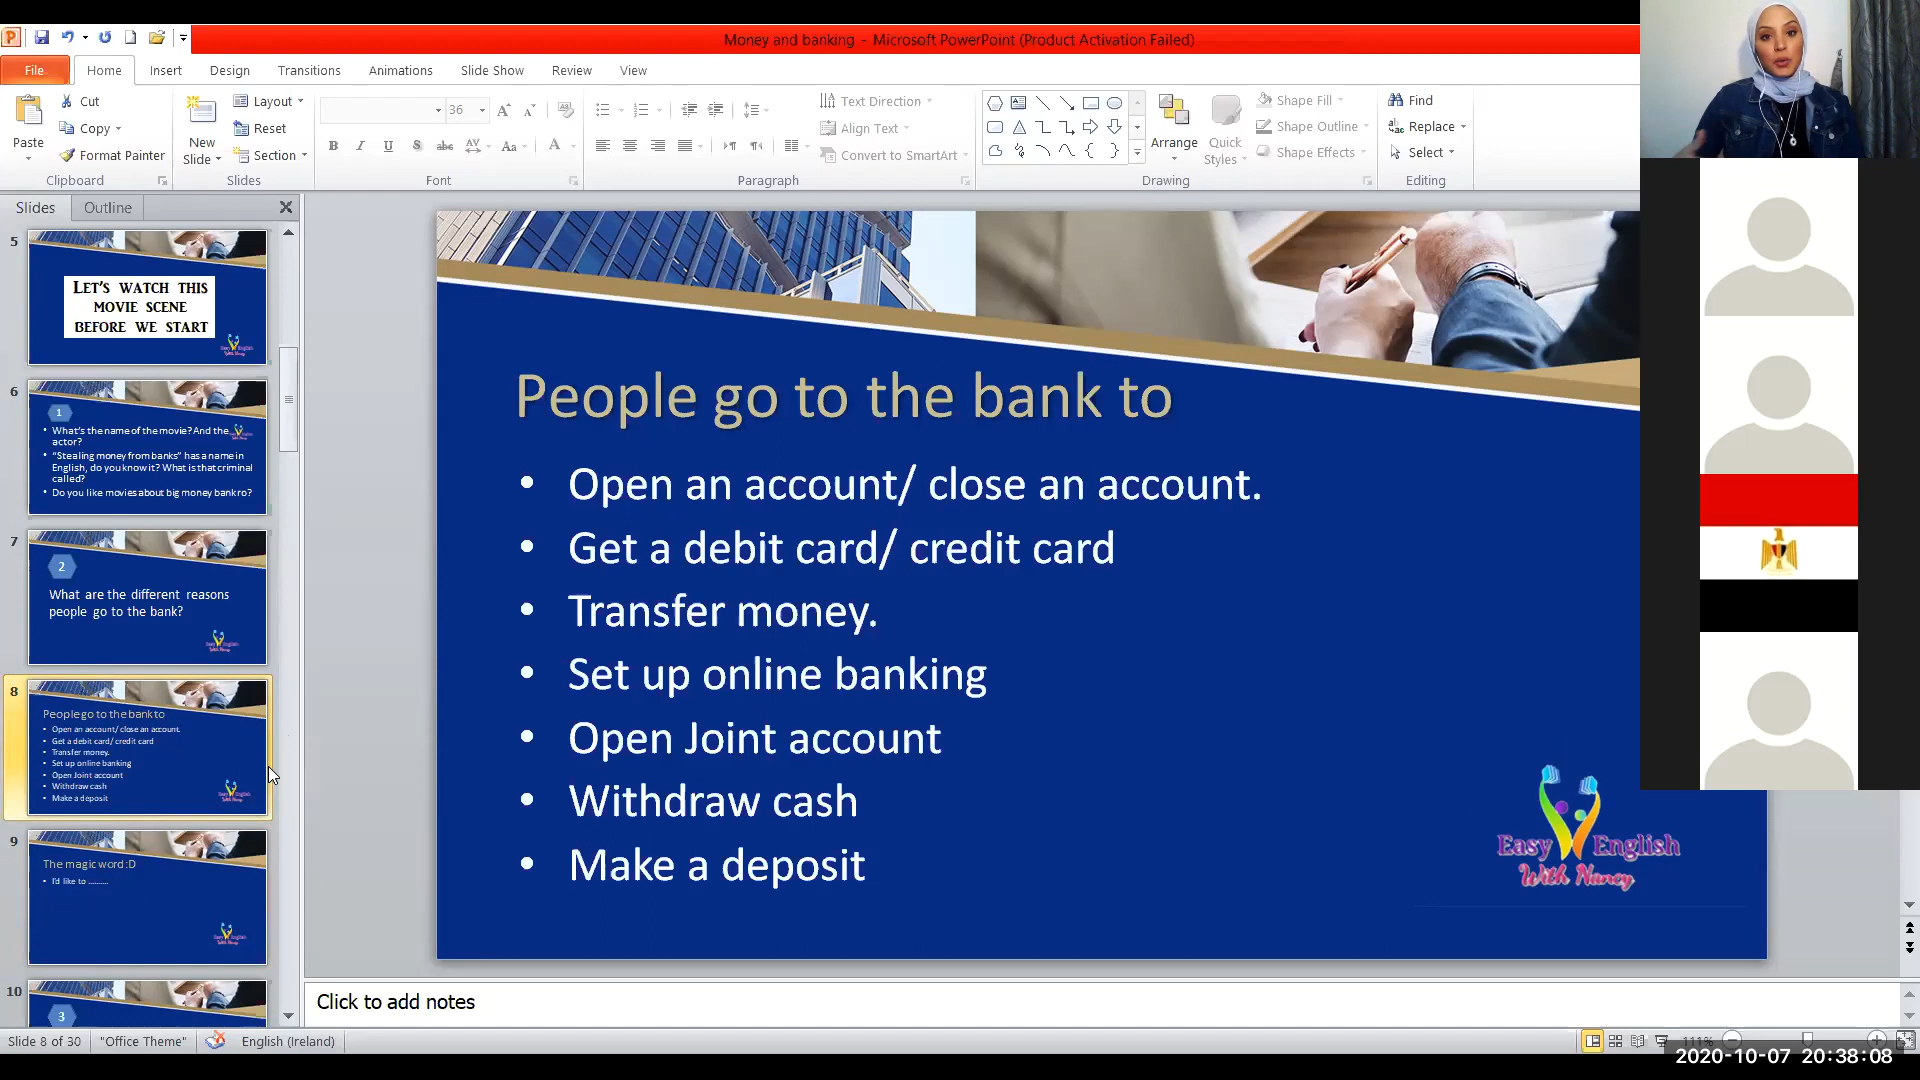 Money and banking - Microsoft PowerPoint (Product Activation Failed)
File Home Insert Design Transitions Animations Slide Show Review View
Paste
Cut
Copy
Format Painter
Clipboard
New Slide
Layout
Reset
Section
Slides
36
B I U S abc AV Aa A
Font
Text Direction
Align Text
Convert to SmartArt
Paragraph
Arrange
Quick Styles
Shape Fill
Shape Outline
Shape Effects
Drawing
Find
Replace
Select
Editing
Slides Outline
5
LET'S WATCH THIS
MOVIE SCENE
BEFORE WE START
6
1
• What's the name of the movie? And the
actor?
• "Stealing money from banks" has a name in
English, do you know it? What is that criminal
called?
• Do you like movies about big money bank ro?
7
2
What are the different reasons
people go to the bank?
8
People go to the bank to
• Open an account/ close an account.
• Get a debit card/ credit card
• Transfer money.
• Set up online banking
• Open Joint account
• Withdraw cash
• Make a deposit
9
The magic word :D
• I'd like to .........
10
3
People go to the bank to
• Open an account/ close an account.
• Get a debit card/ credit card
• Transfer money.
• Set up online banking
• Open Joint account
• Withdraw cash
• Make a deposit
Easy English
With Nancy
Click to add notes
Slide 8 of 30 "Office Theme" English (Ireland) 111%
2020-10-07 20:38:08